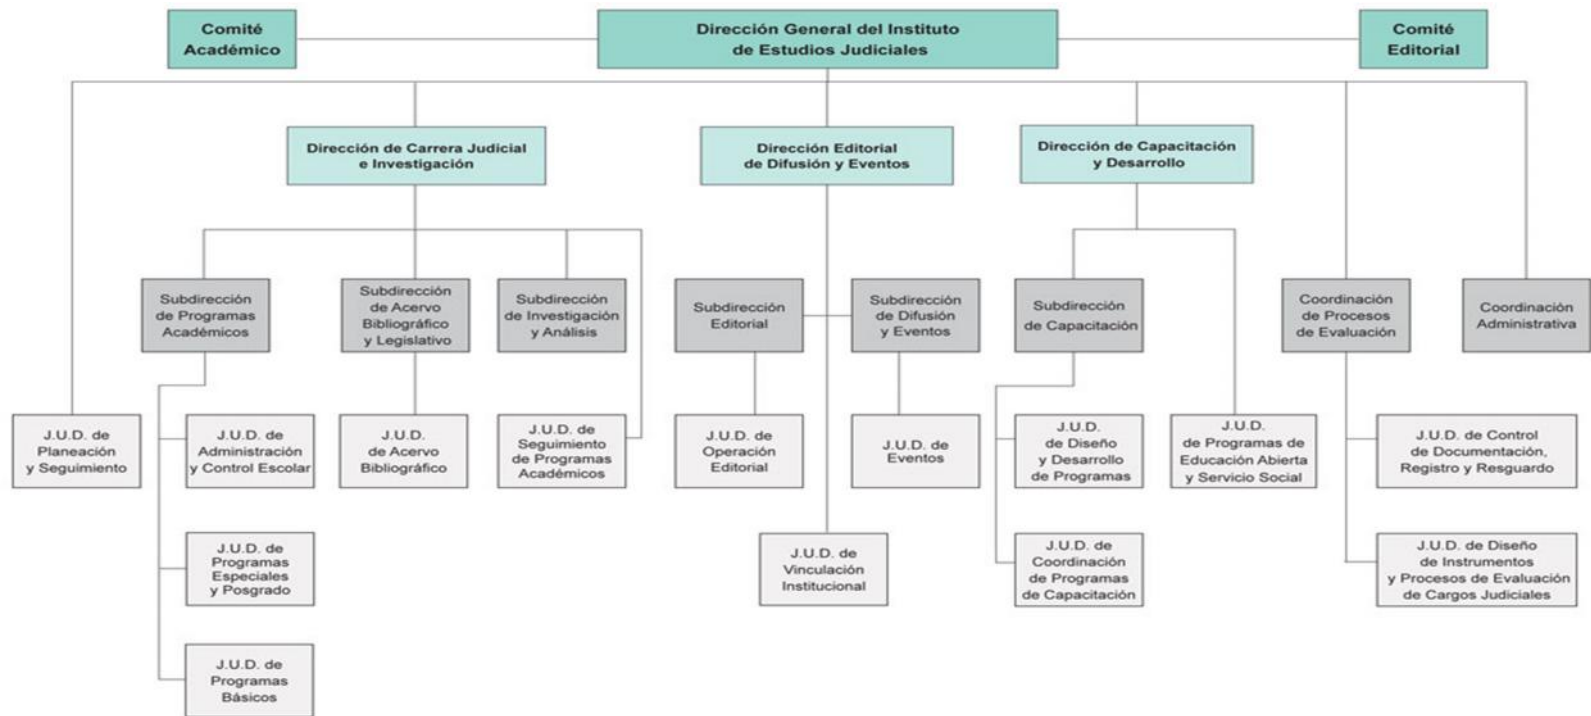 Comité
Académico
Dirección General del Instituto
de Estudios Judiciales
Comité
Editorial
Dirección de Carrera Judicial
e Investigación
Dirección Editorial
de Difusión y Eventos
Dirección de Capacitación
y Desarrollo
Subdirección
de Programas
Académicos
Subdirección
de Acervo
Bibliográfico
y Legislativo
Subdirección
de Investigación
y Análisis
Subdirección
Editorial
Subdirección
de Difusión
y Eventos
Subdirección
de Capacitación
Coordinación
de Procesos
de Evaluación
Coordinación
Administrativa
J.U.D. de
Planeación
y Seguimiento
J.U.D. de
Administración
y Control Escolar
J.U.D.
de Acervo
Bibliográfico
J.U.D. de
Seguimiento
de Programas
Académicos
J.U.D. de
Operación
Editorial
J.U.D. de
Eventos
J.U.D.
de Diseño
y Desarrollo
de Programas
J.U.D.
de Programas de
Educación Abierta
y Servicio Social
J.U.D. de Control
de Documentación,
Registro y Resguardo
J.U.D. de
Programas
Especiales
y Posgrado
J.U.D. de
Vinculación
Institucional
J.U.D. de
Coordinación
de Programas
de Capacitación
J.U.D. de Diseño
de Instrumentos
y Procesos de Evaluación
de Cargos Judiciales
J.U.D. de
Programas
Básicos